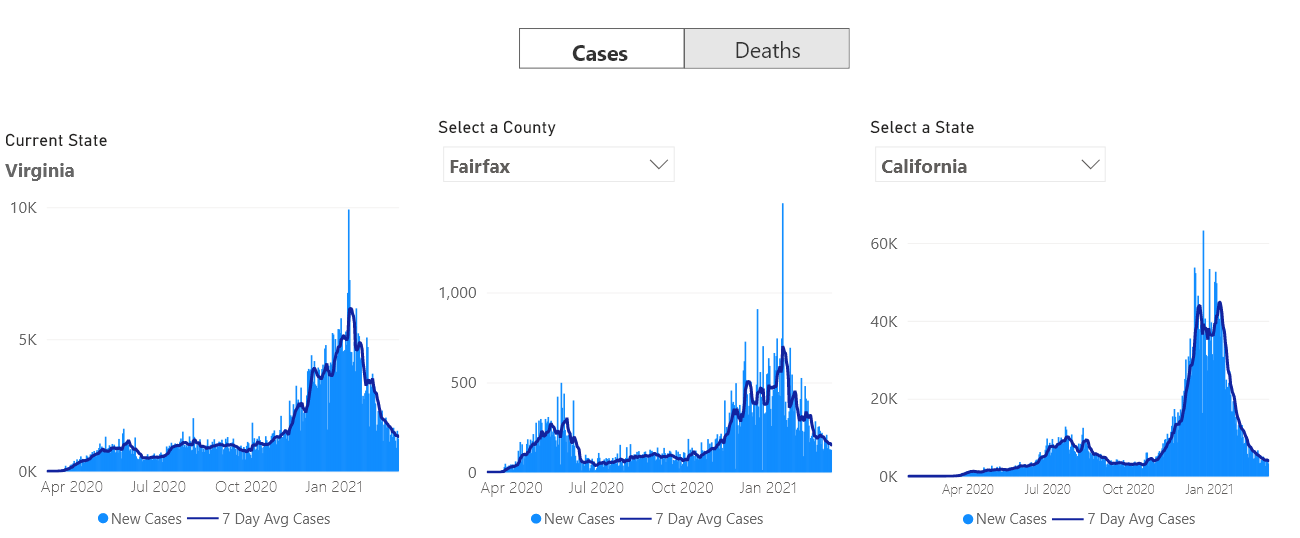 Cases
Deaths
Current State
Virginia
10K
5K
0K
Apr 2020 Jul 2020 Oct 2020 Jan 2021
New Cases 7 Day Avg Cases
Select a County
Fairfax
1,000
500
0
Apr 2020 Jul 2020 Oct 2020 Jan 2021
New Cases 7 Day Avg Cases
Select a State
California
60K
40K
20K
0K
Apr 2020 Jul 2020 Oct 2020 Jan 2021
New Cases 7 Day Avg Cases